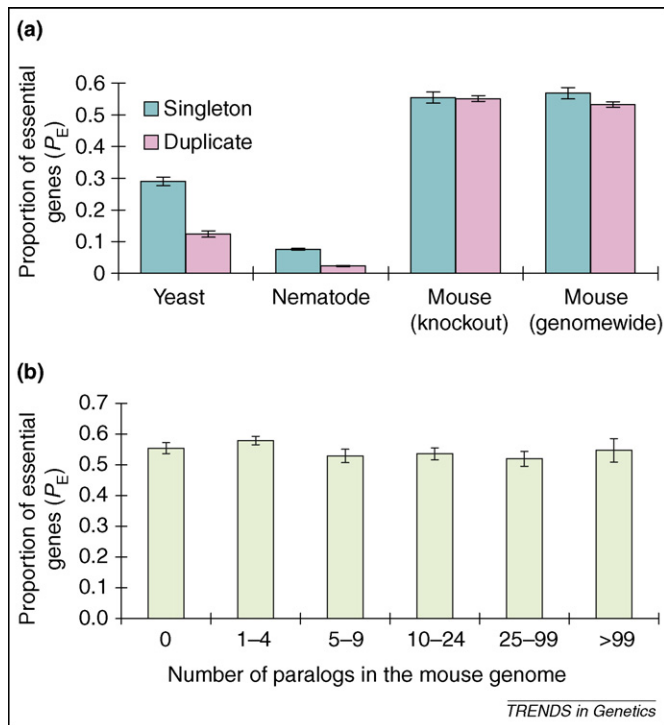 (a)
Proportion of essential
genes (PE)
0.6
0.5
0.4
0.3
0.2
0.1
0
Singleton
Duplicate
Yeast
Nematode
Mouse
(knockout)
Mouse
(genomewide)
(b)
Proportion of essential
genes (PE)
0.7
0.6
0.5
0.4
0.3
0.2
0.1
0.0
0
1–4
5–9
10–24
25–99
>99
Number of paralogs in the mouse genome
TRENDS in Genetics